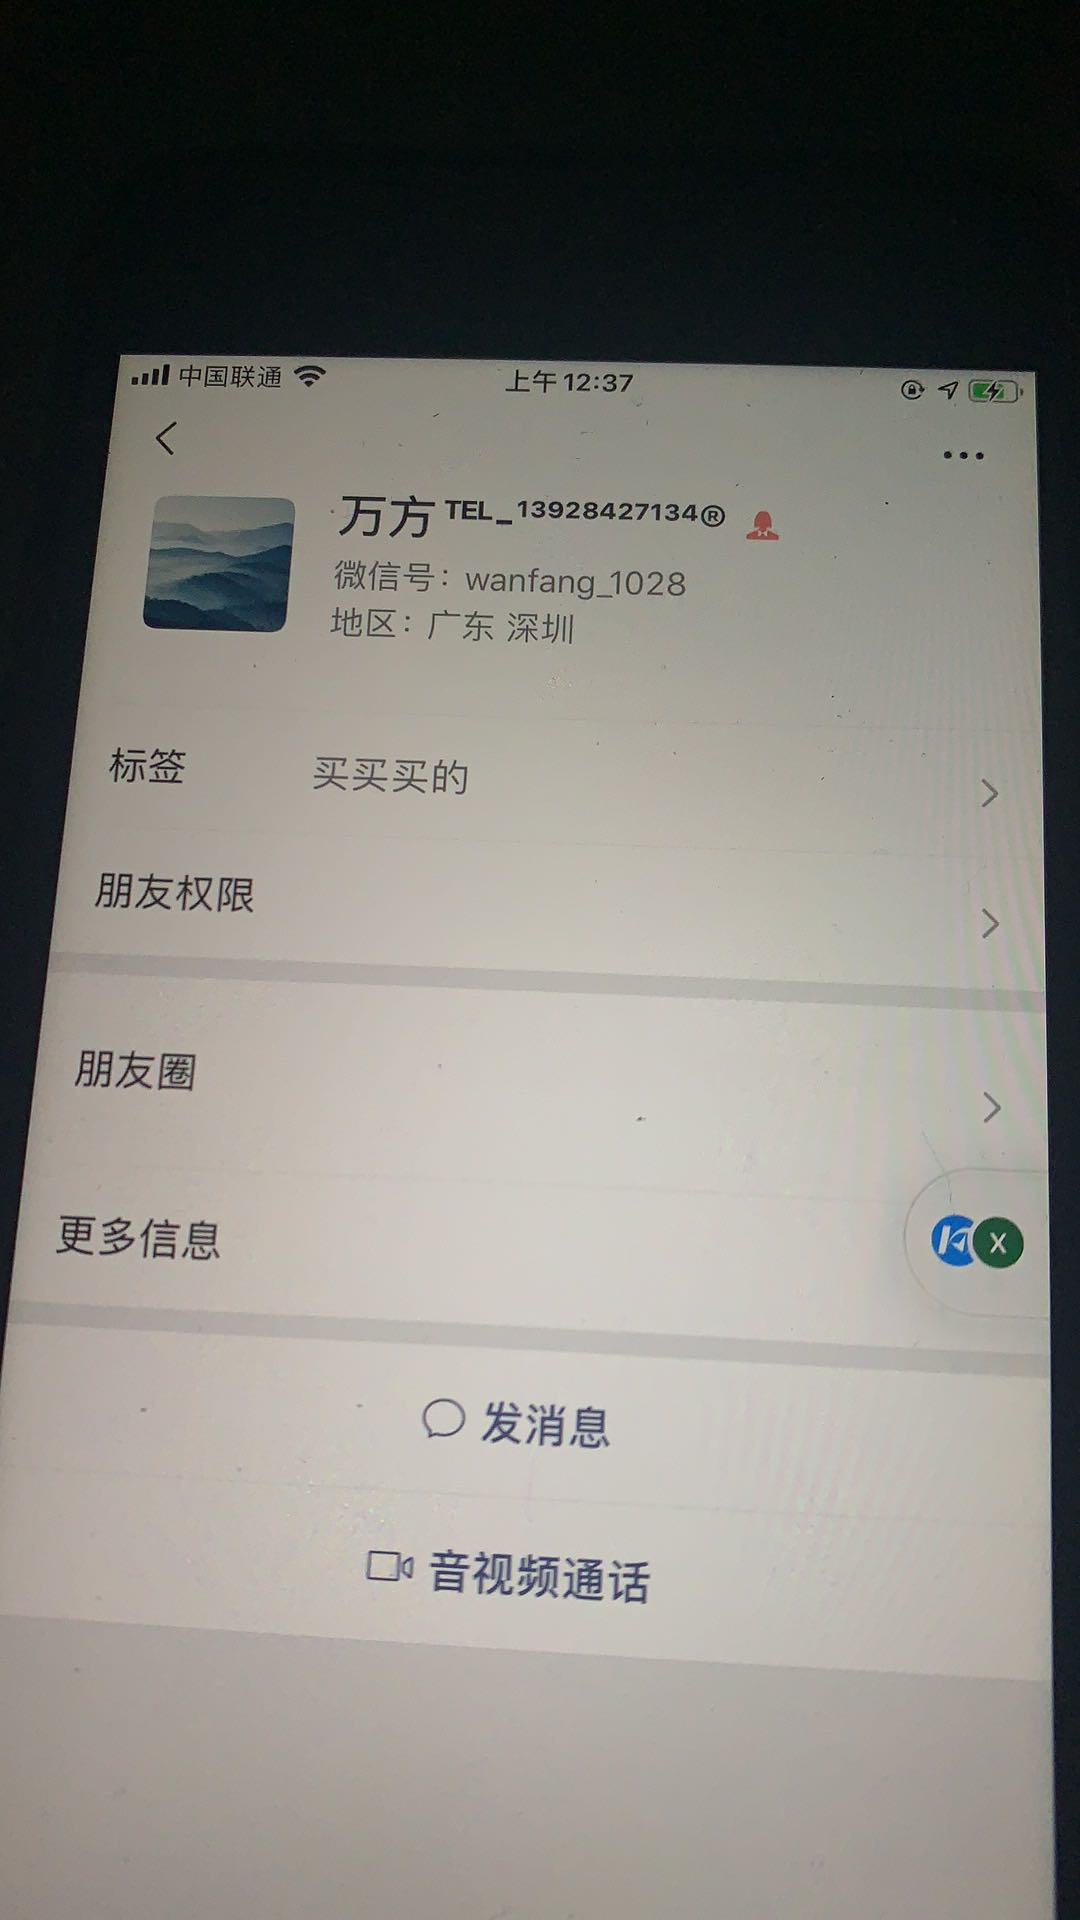 中国联通
上午12:37
万方 ᵀᴱᴸ_¹³⁹²⁸⁴²⁷¹³⁴®
微信号：wanfang_1028
地区：广东 深圳
标签 买买买的
朋友权限
朋友圈
更多信息
X
发消息
音视频通话